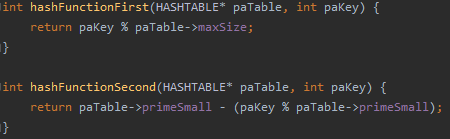 int hashFunctionFirst(HASHTABLE* paTable, int paKey) {
    return paKey % paTable->maxSize;
}
int hashFunctionSecond(HASHTABLE* paTable, int paKey) {
    return paTable->primeSmall - (paKey % paTable->primeSmall);
}